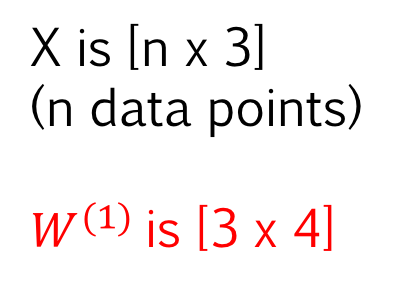 X is [n x 3]
(n data points)
W^{(1)} is [3 x 4]